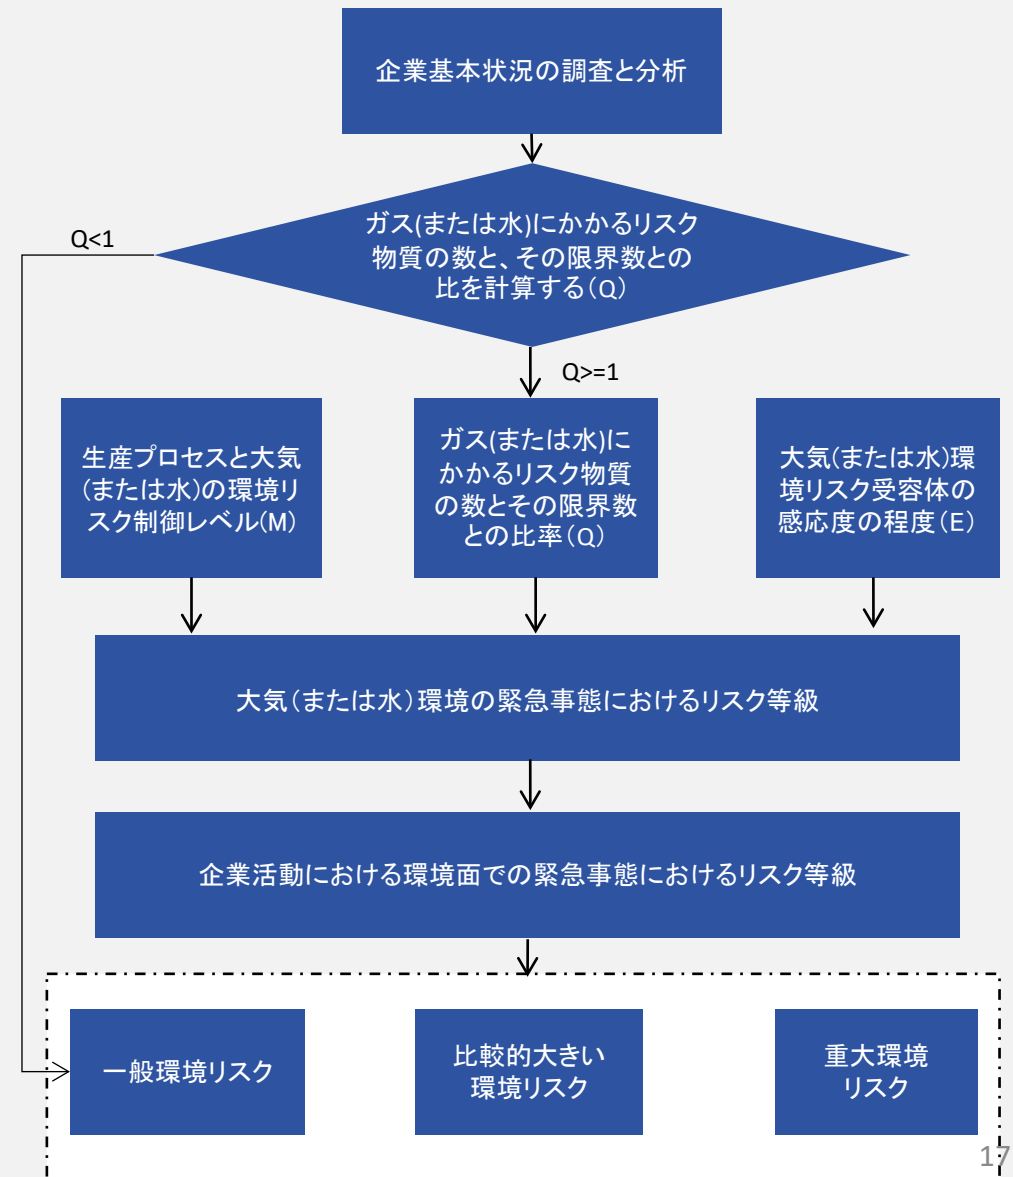 企業基本状況の調査と分析
ガス(または水)にかかるリスク
物質の数と、その限界数との
比を計算する（Q）
Q<1
Q>=1
生産プロセスと大気
(または水)の環境リ
スク制御レベル(M)
ガス(または水)に
かかるリスク物質
の数とその限界数
との比率（Q）
大気(または水)環
境リスク受容体の
感応度の程度（E）
大気（または水）環境の緊急事態におけるリスク等級
企業活動における環境面での緊急事態におけるリスク等級
一般環境リスク
比較的大きい
環境リスク
重大環境
リスク
17